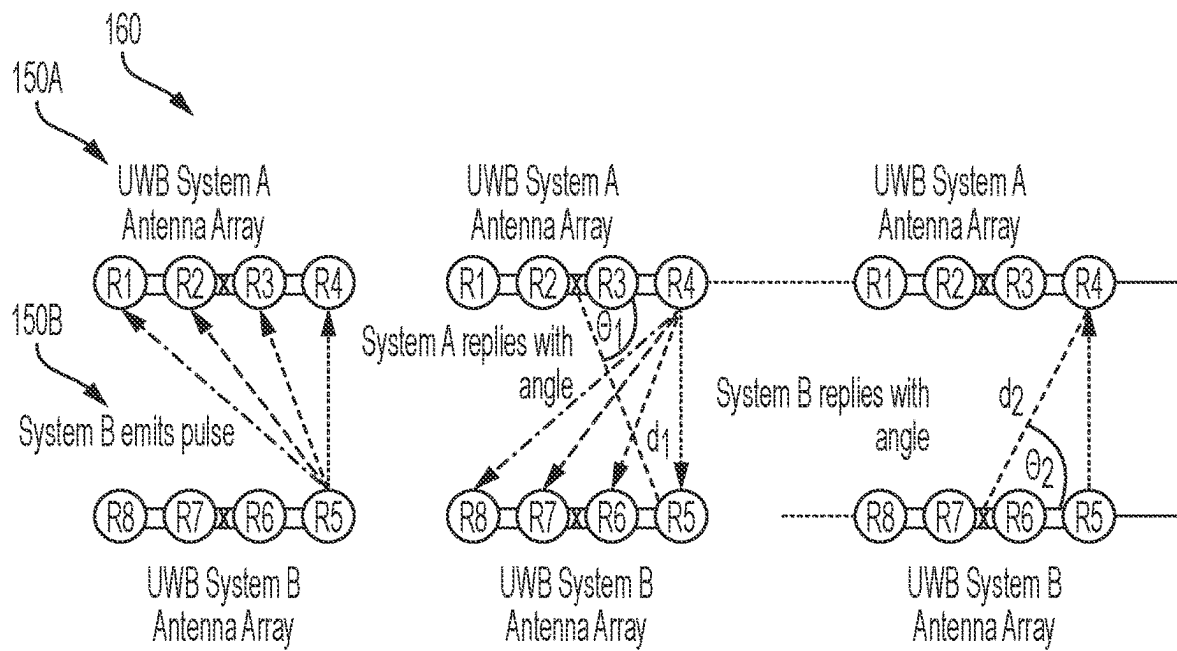 160
150A
UWB System A
Antenna Array
UWB System A
Antenna Array
UWB System A
Antenna Array
R1 R2 R3 R4
R1 R2 R3 R4
R1 R2 R3 R4
150B
System B emits pulse
System A replies with
angle
Θ1
d1
System B replies with
angle
d2
Θ2
R8 R7 R6 R5
R8 R7 R6 R5
R8 R7 R6 R5
UWB System B
Antenna Array
UWB System B
Antenna Array
UWB System B
Antenna Array